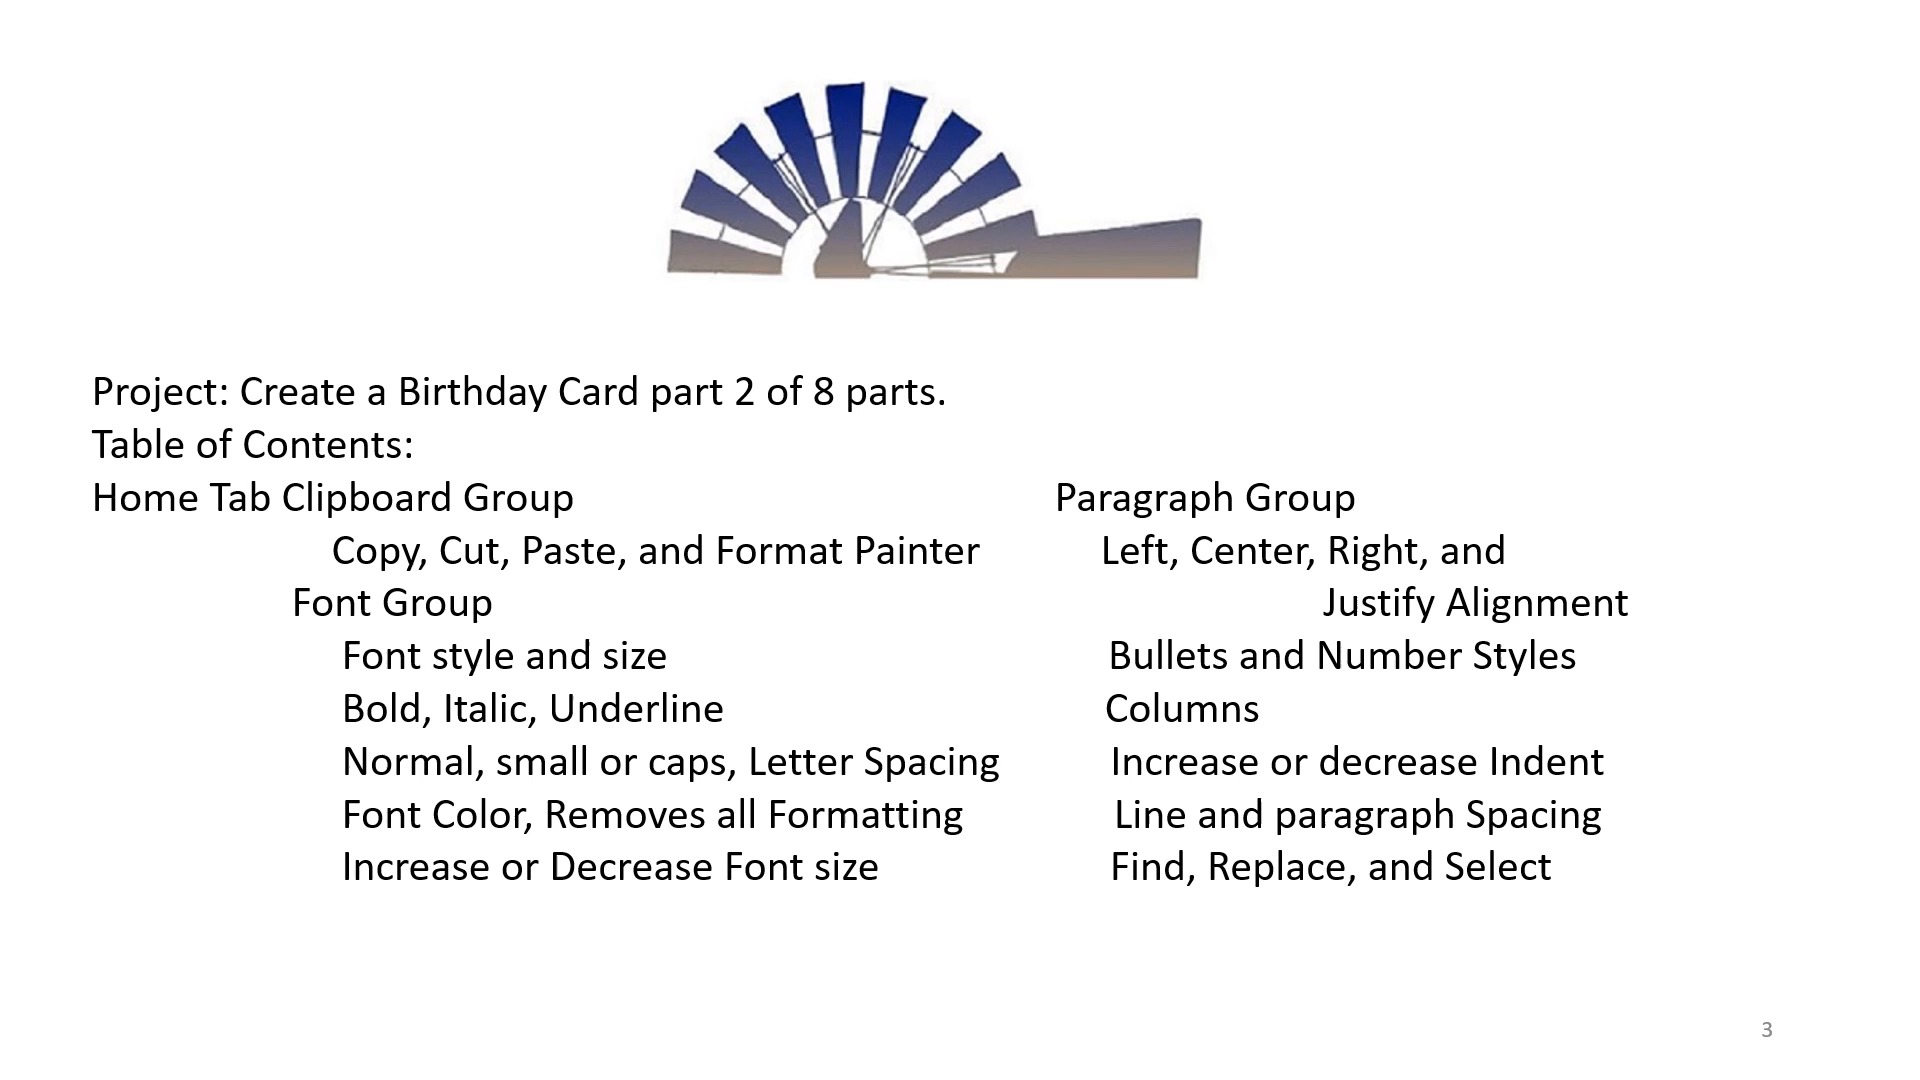 Project: Create a Birthday Card part 2 of 8 parts.
Table of Contents:
Home Tab Clipboard Group Paragraph Group
Copy, Cut, Paste, and Format Painter Left, Center, Right, and
Font Group Justify Alignment
Font style and size Bullets and Number Styles
Bold, Italic, Underline Columns
Normal, small or caps, Letter Spacing Increase or decrease Indent
Font Color, Removes all Formatting Line and paragraph Spacing
Increase or Decrease Font size Find, Replace, and Select
3